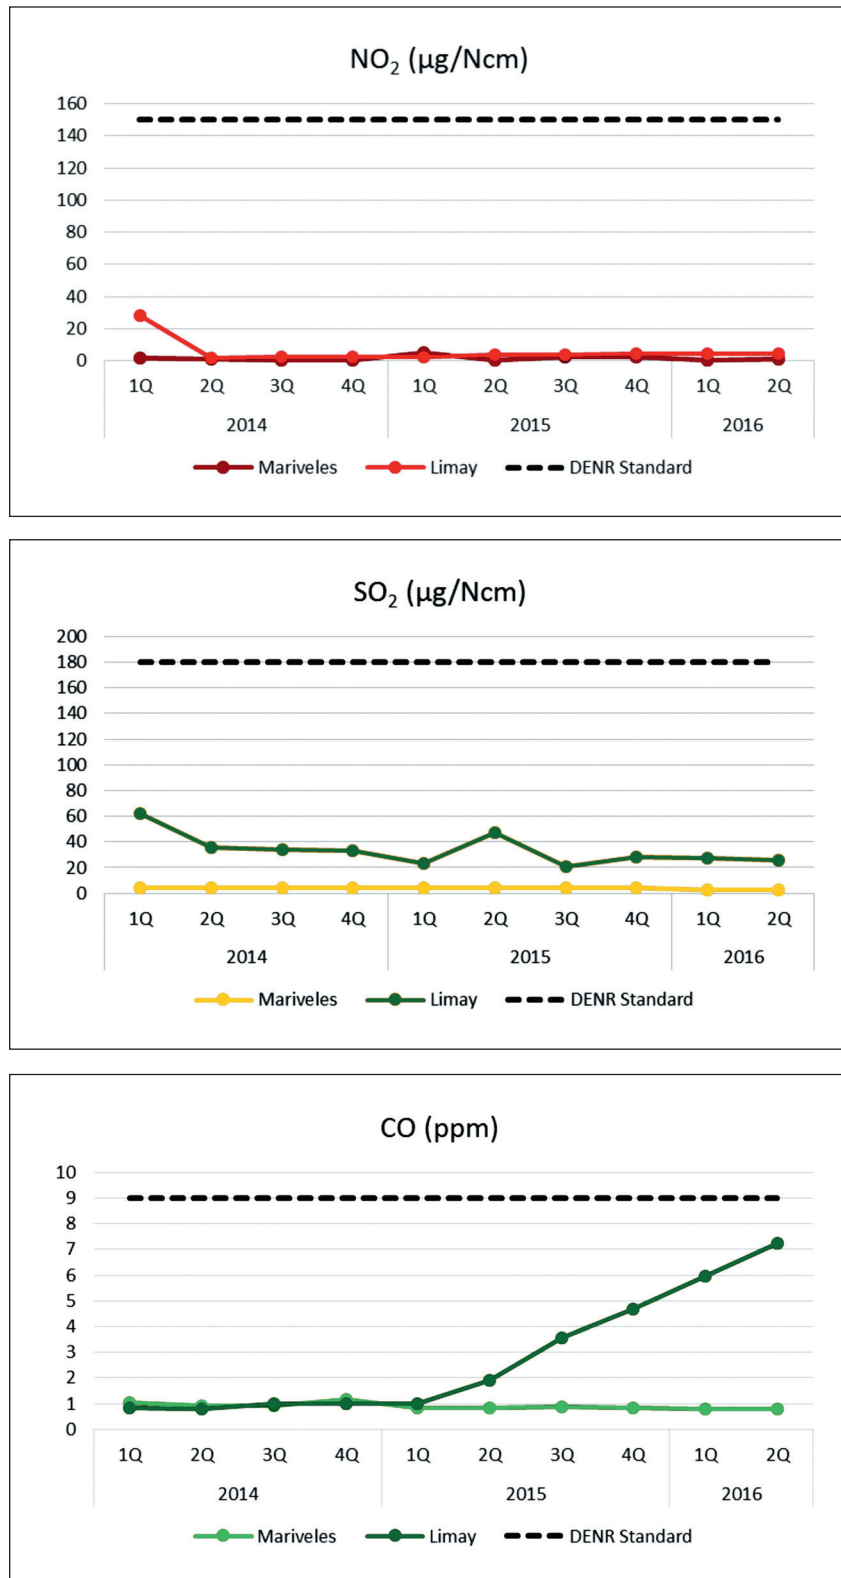 NO₂ (µg/Ncm)
160
140
120
100
80
60
40
20
0
1Q 2Q 3Q 4Q 1Q 2Q 3Q 4Q 1Q 2Q
2014 2015 2016
Mariveles Limay DENR Standard
SO₂ (µg/Ncm)
200
180
160
140
120
100
80
60
40
20
0
1Q 2Q 3Q 4Q 1Q 2Q 3Q 4Q 1Q 2Q
2014 2015 2016
Mariveles Limay DENR Standard
CO (ppm)
10
9
8
7
6
5
4
3
2
1
0
1Q 2Q 3Q 4Q 1Q 2Q 3Q 4Q 1Q 2Q
2014 2015 2016
Mariveles Limay DENR Standard